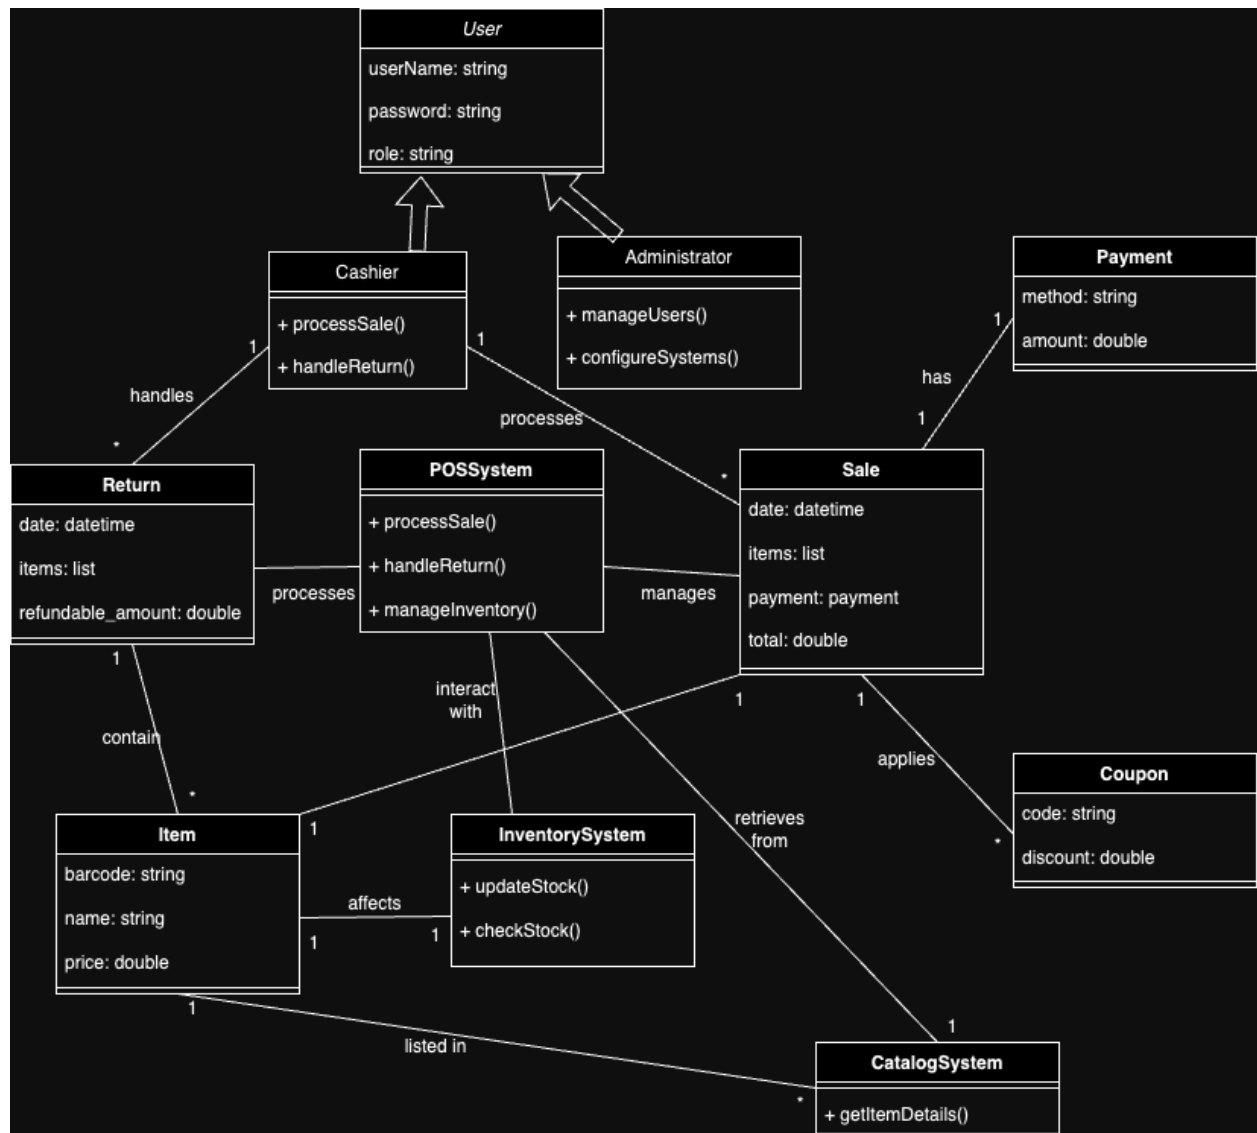 User
userName: string
password: string
role: string
Cashier
+ processSale()
+ handleReturn()
Administrator
+ manageUsers()
+ configureSystems()
Payment
method: string
amount: double
1
1
1
has
1
handles
processes
*
*
Return
date: datetime
items: list
refundable_amount: double
POSSystem
+ processSale()
+ handleReturn()
+ manageInventory()
Sale
date: datetime
items: list
payment: payment
total: double
processes
manages
1
interact
with
1
1
contain
applies
*
retrieves
from
Coupon
code: string
discount: double
*
1
Item
barcode: string
name: string
price: double
InventorySystem
+ updateStock()
+ checkStock()
affects
1
1
1
listed in
1
*
CatalogSystem
+ getItemDetails()